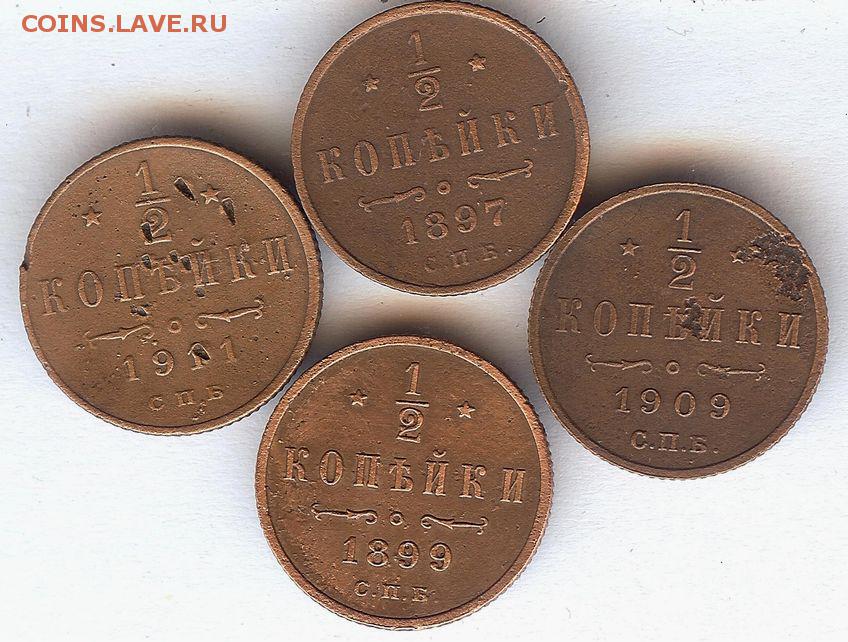 COINS.LAVE.RU
1/2
КОПѢЙКИ
1897
С.П.Б.
1/2
КОПѢЙКИ
1911
С П Б
1/2
КОПѢЙКИ
1909
С.П.Б.
1/2
КОПѢЙКИ
1899
С.П.Б.